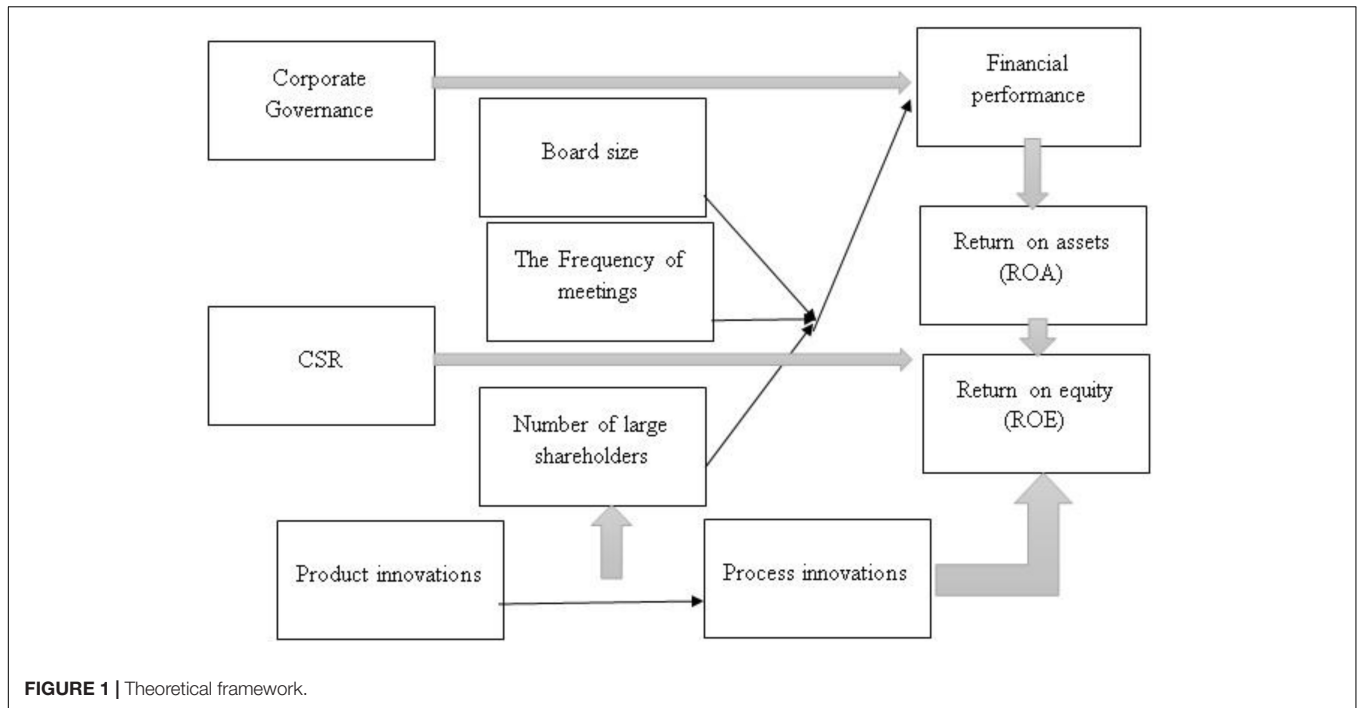 Corporate
Governance
Financial
performance
Board size
The Frequency of
meetings
Return on assets
(ROA)
CSR
Return on equity
(ROE)
Number of large
shareholders
Product innovations
Process innovations
FIGURE 1 | Theoretical framework.